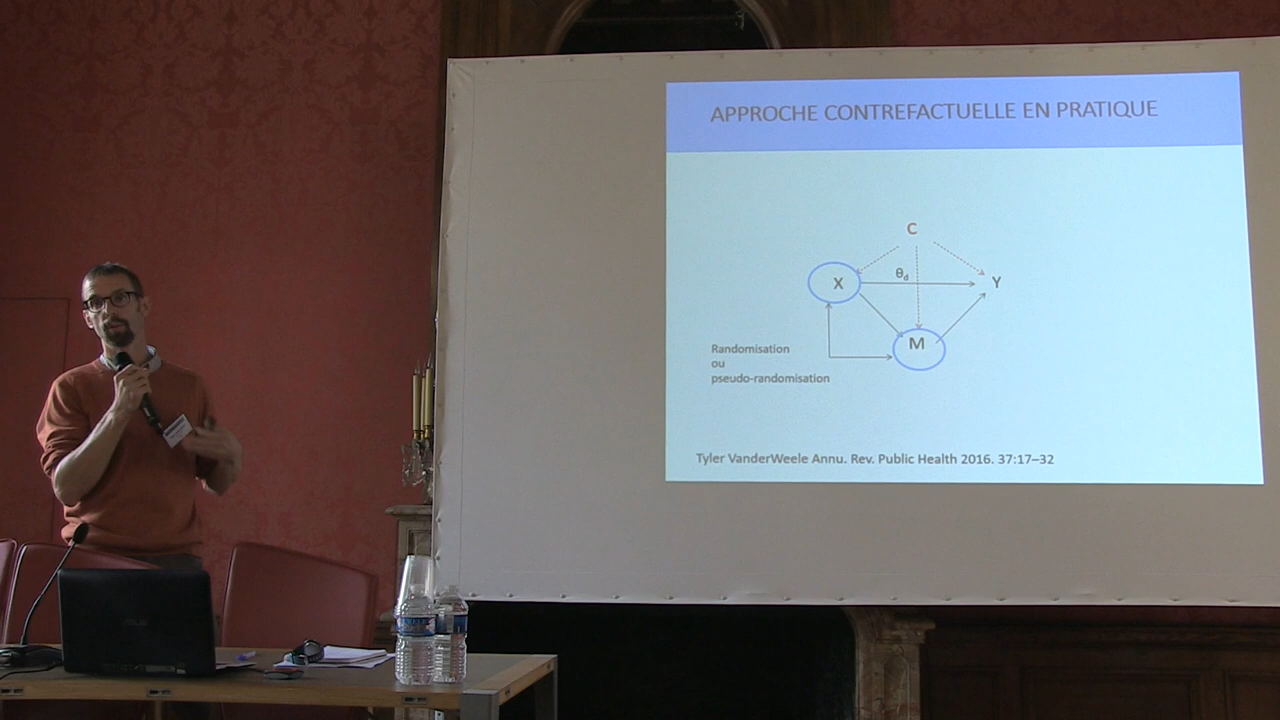 APPROCHE CONTREFACTUELLE EN PRATIQUE
C
θd
X
Y
M
Randomisation
ou
pseudo-randomisation
Tyler VanderWeele Annu. Rev. Public Health 2016. 37:17–32